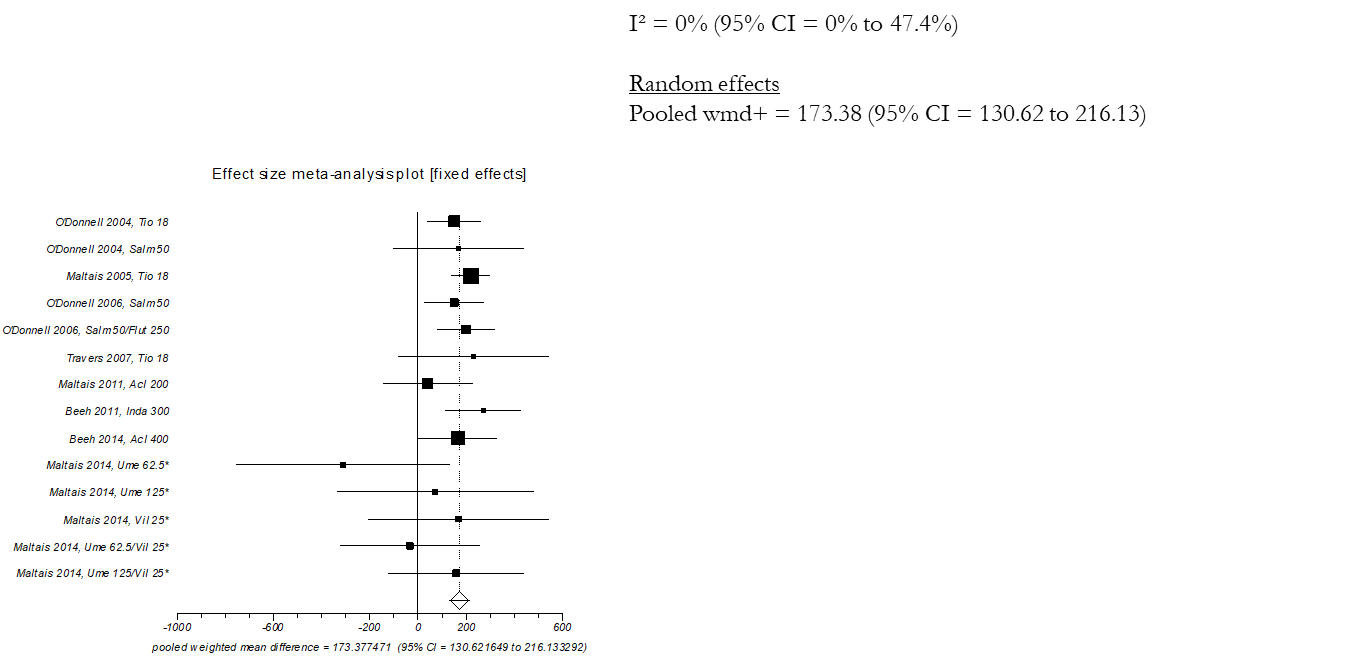 I² = 0% (95% CI = 0% to 47.4%)
Random effects
Pooled wmd+ = 173.38 (95% CI = 130.62 to 216.13)
Effect size meta-analysis plot [fixed effects]
O'Donnell 2004, Tio 18
O'Donnell 2004, Salm50
Maltais 2005, Tio 18
O'Donnell 2006, Salm50
O'Donnell 2006, Salm50/Flut 250
Travers 2007, Tio 18
Maltais 2011, Acl 200
Beeh 2011, Inda 300
Beeh 2014, Acl 400
Maltais 2014, Ume 62.5*
Maltais 2014, Ume 125*
Maltais 2014, Vil 25*
Maltais 2014, Ume 62.5/Vil 25*
Maltais 2014, Ume 125/Vil 25*
-1000 -600 -200 0 200 600
pooled weighted mean difference = 173.377471 (95% CI = 130.621649 to 216.133292)